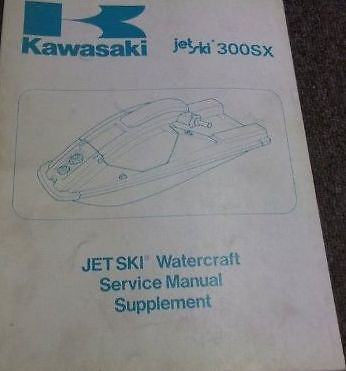 Kawasaki
jet ski® 300SX
JET SKI® Watercraft
Service Manual
Supplement